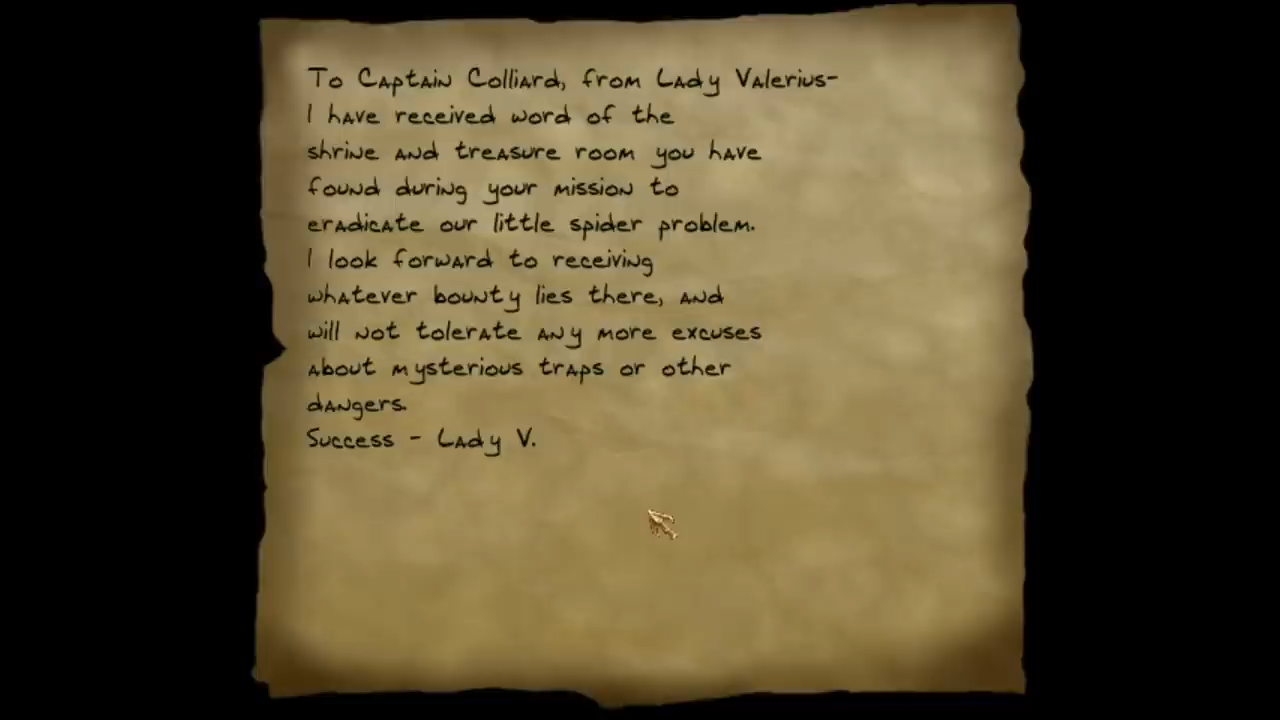 To Captain Colliard, from Lady Valerius-
I have received word of the
shrine and treasure room you have
found during your mission to
eradicate our little spider problem.
I look forward to receiving
whatever bounty lies there, and
will not tolerate any more excuses
about mysterious traps or other
dangers.
Success - Lady V.